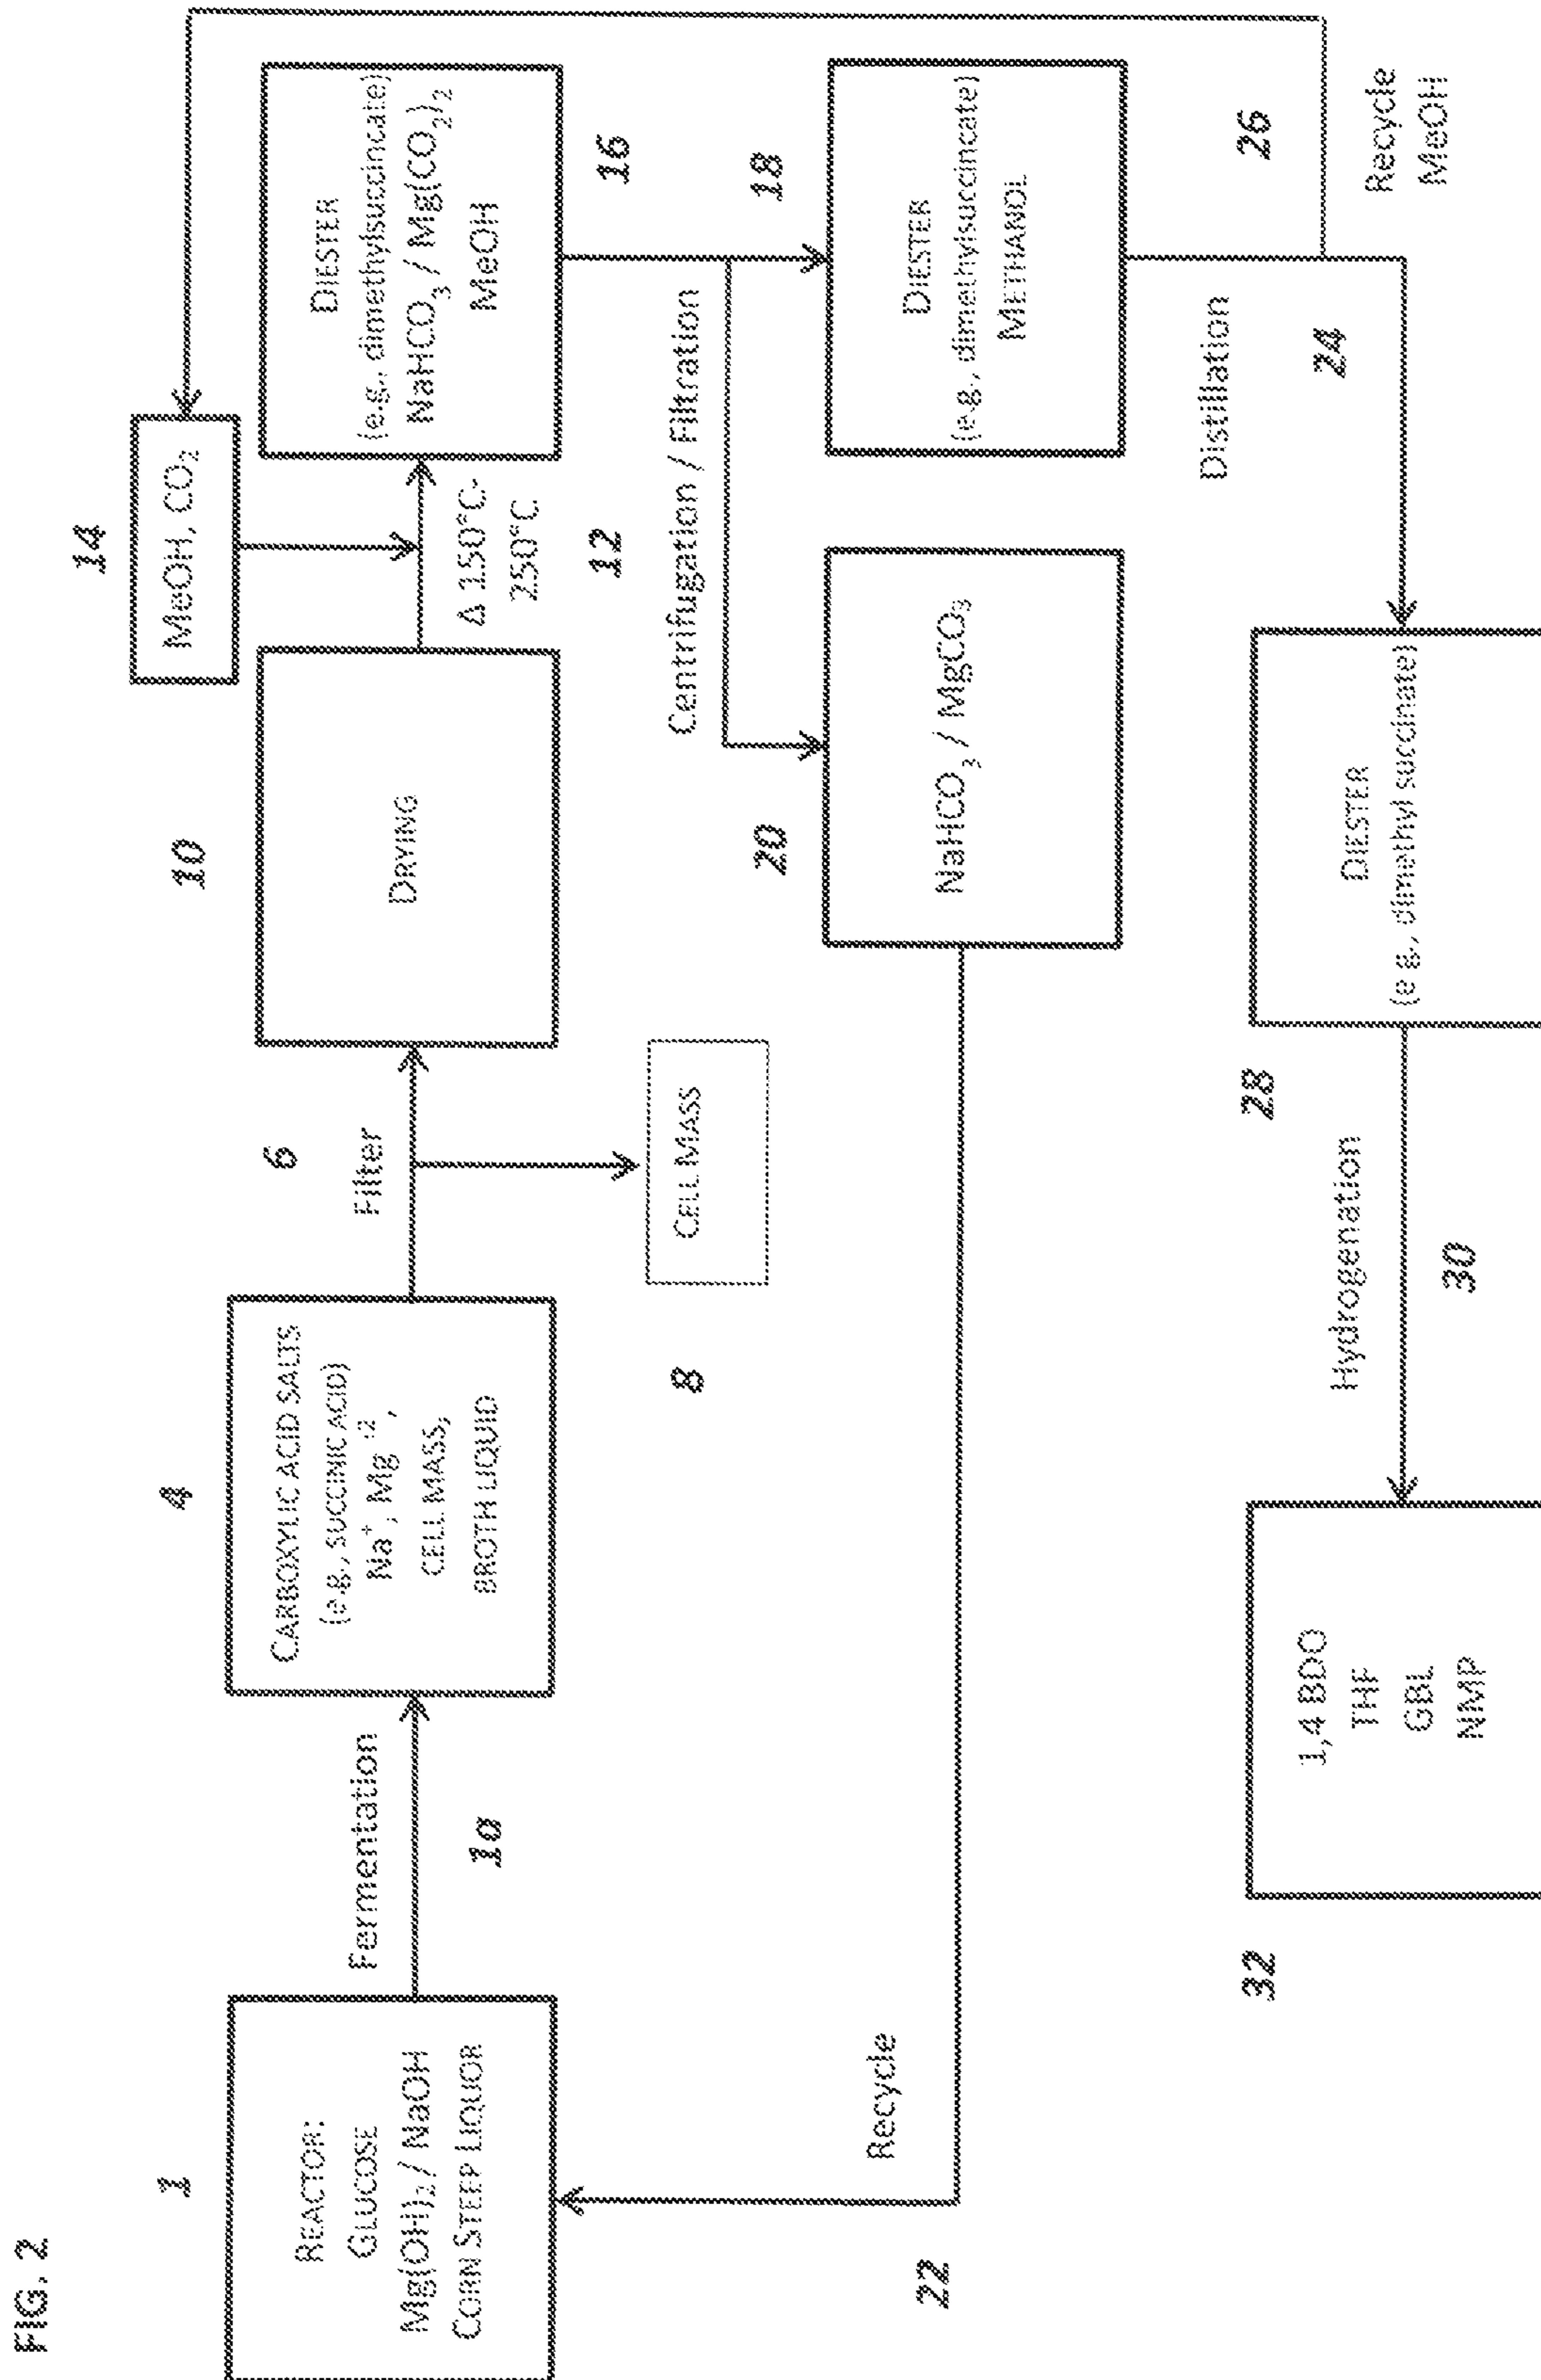 FIG. 2
1
REACTOR:
GLUCOSE
Mg(OH)₂ / NaOH
CORN STEEP LIQUOR
Fermentation
1a
4
CARBOXYLIC ACID SALTS
(e.g., SUCCINIC ACID)
Na⁺, Mg⁺²,
CELL MASS,
BROTH LIQUID
6
Filter
8
CELL MASS
10
DRYING
14
MeOH, CO₂
Δ 150°C-
250°C
12
DIESTER
(e.g., dimethylsuccincate)
NaHCO₃ / Mg(CO₂)₂
MeOH
16
Centrifugation / Filtration
18
DIESTER
(e.g., dimethylsuccincate)
METHANOL
20
NaHCO₃ / MgCO₃
Recycle
22
Distillation
24
26
Recycle
MeOH
28
DIESTER
(e g., dimethyl succinate)
Hydrogenation
30
32
1,4 BDO
THF
GBL
NMP